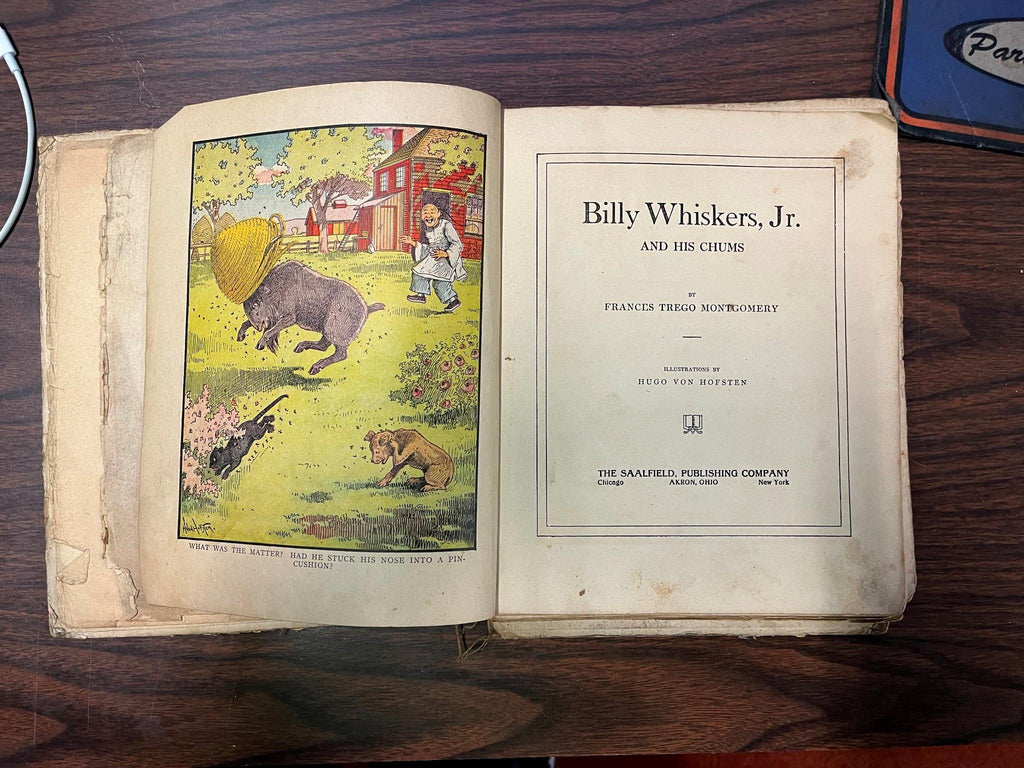 WHAT WAS THE MATTER? HAD HE STUCK HIS NOSE INTO A PIN-
CUSHION?
Billy Whiskers, Jr.
AND HIS CHUMS
BY
FRANCES TREGO MONTGOMERY
ILLUSTRATIONS BY
HUGO VON HOFSTEN
THE SAALFIELD, PUBLISHING COMPANY
Chicago AKRON, OHIO New York
Par